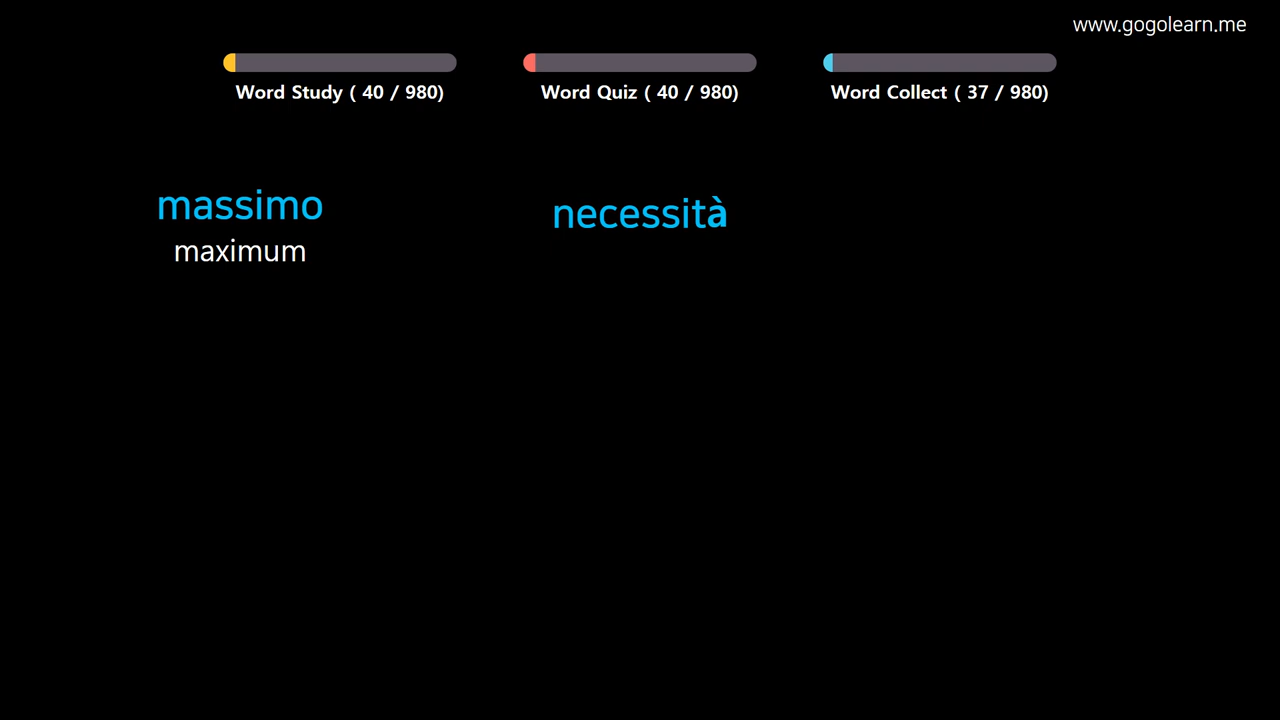 www.gogolearn.me
Word Study ( 40 / 980)
Word Quiz ( 40 / 980)
Word Collect ( 37 / 980)
massimo
maximum
necessità